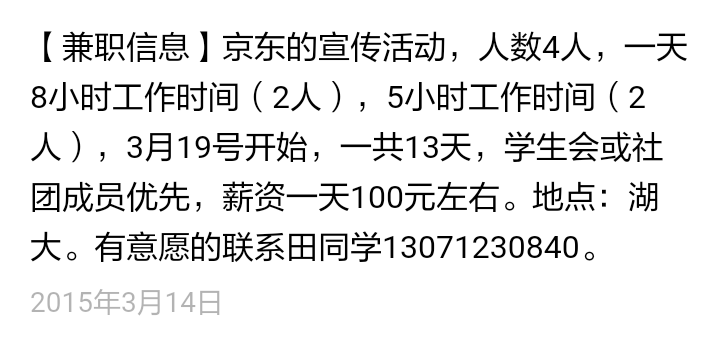 【兼职信息】京东的宣传活动，人数4人，一天
8小时工作时间（2人），5小时工作时间（2
人），3月19号开始，一共13天，学生会或社
团成员优先，薪资一天100元左右。地点：湖
大。有意愿的联系田同学13071230840。
2015年3月14日